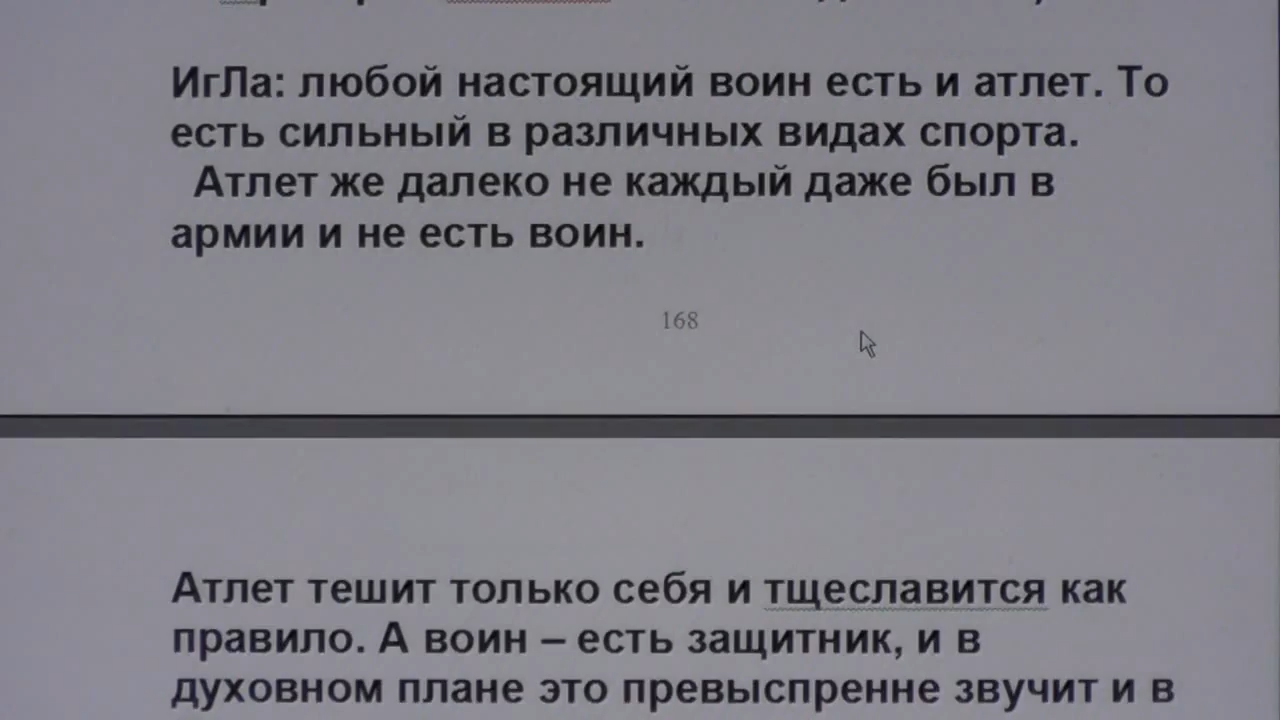 ИгЛа: любой настоящий воин есть и атлет. То
есть сильный в различных видах спорта.
Атлет же далеко не каждый даже был в
армии и не есть воин.
168
Атлет тешит только себя и тщеславится как
правило. А воин – есть защитник, и в
духовном плане это превыспренне звучит и в